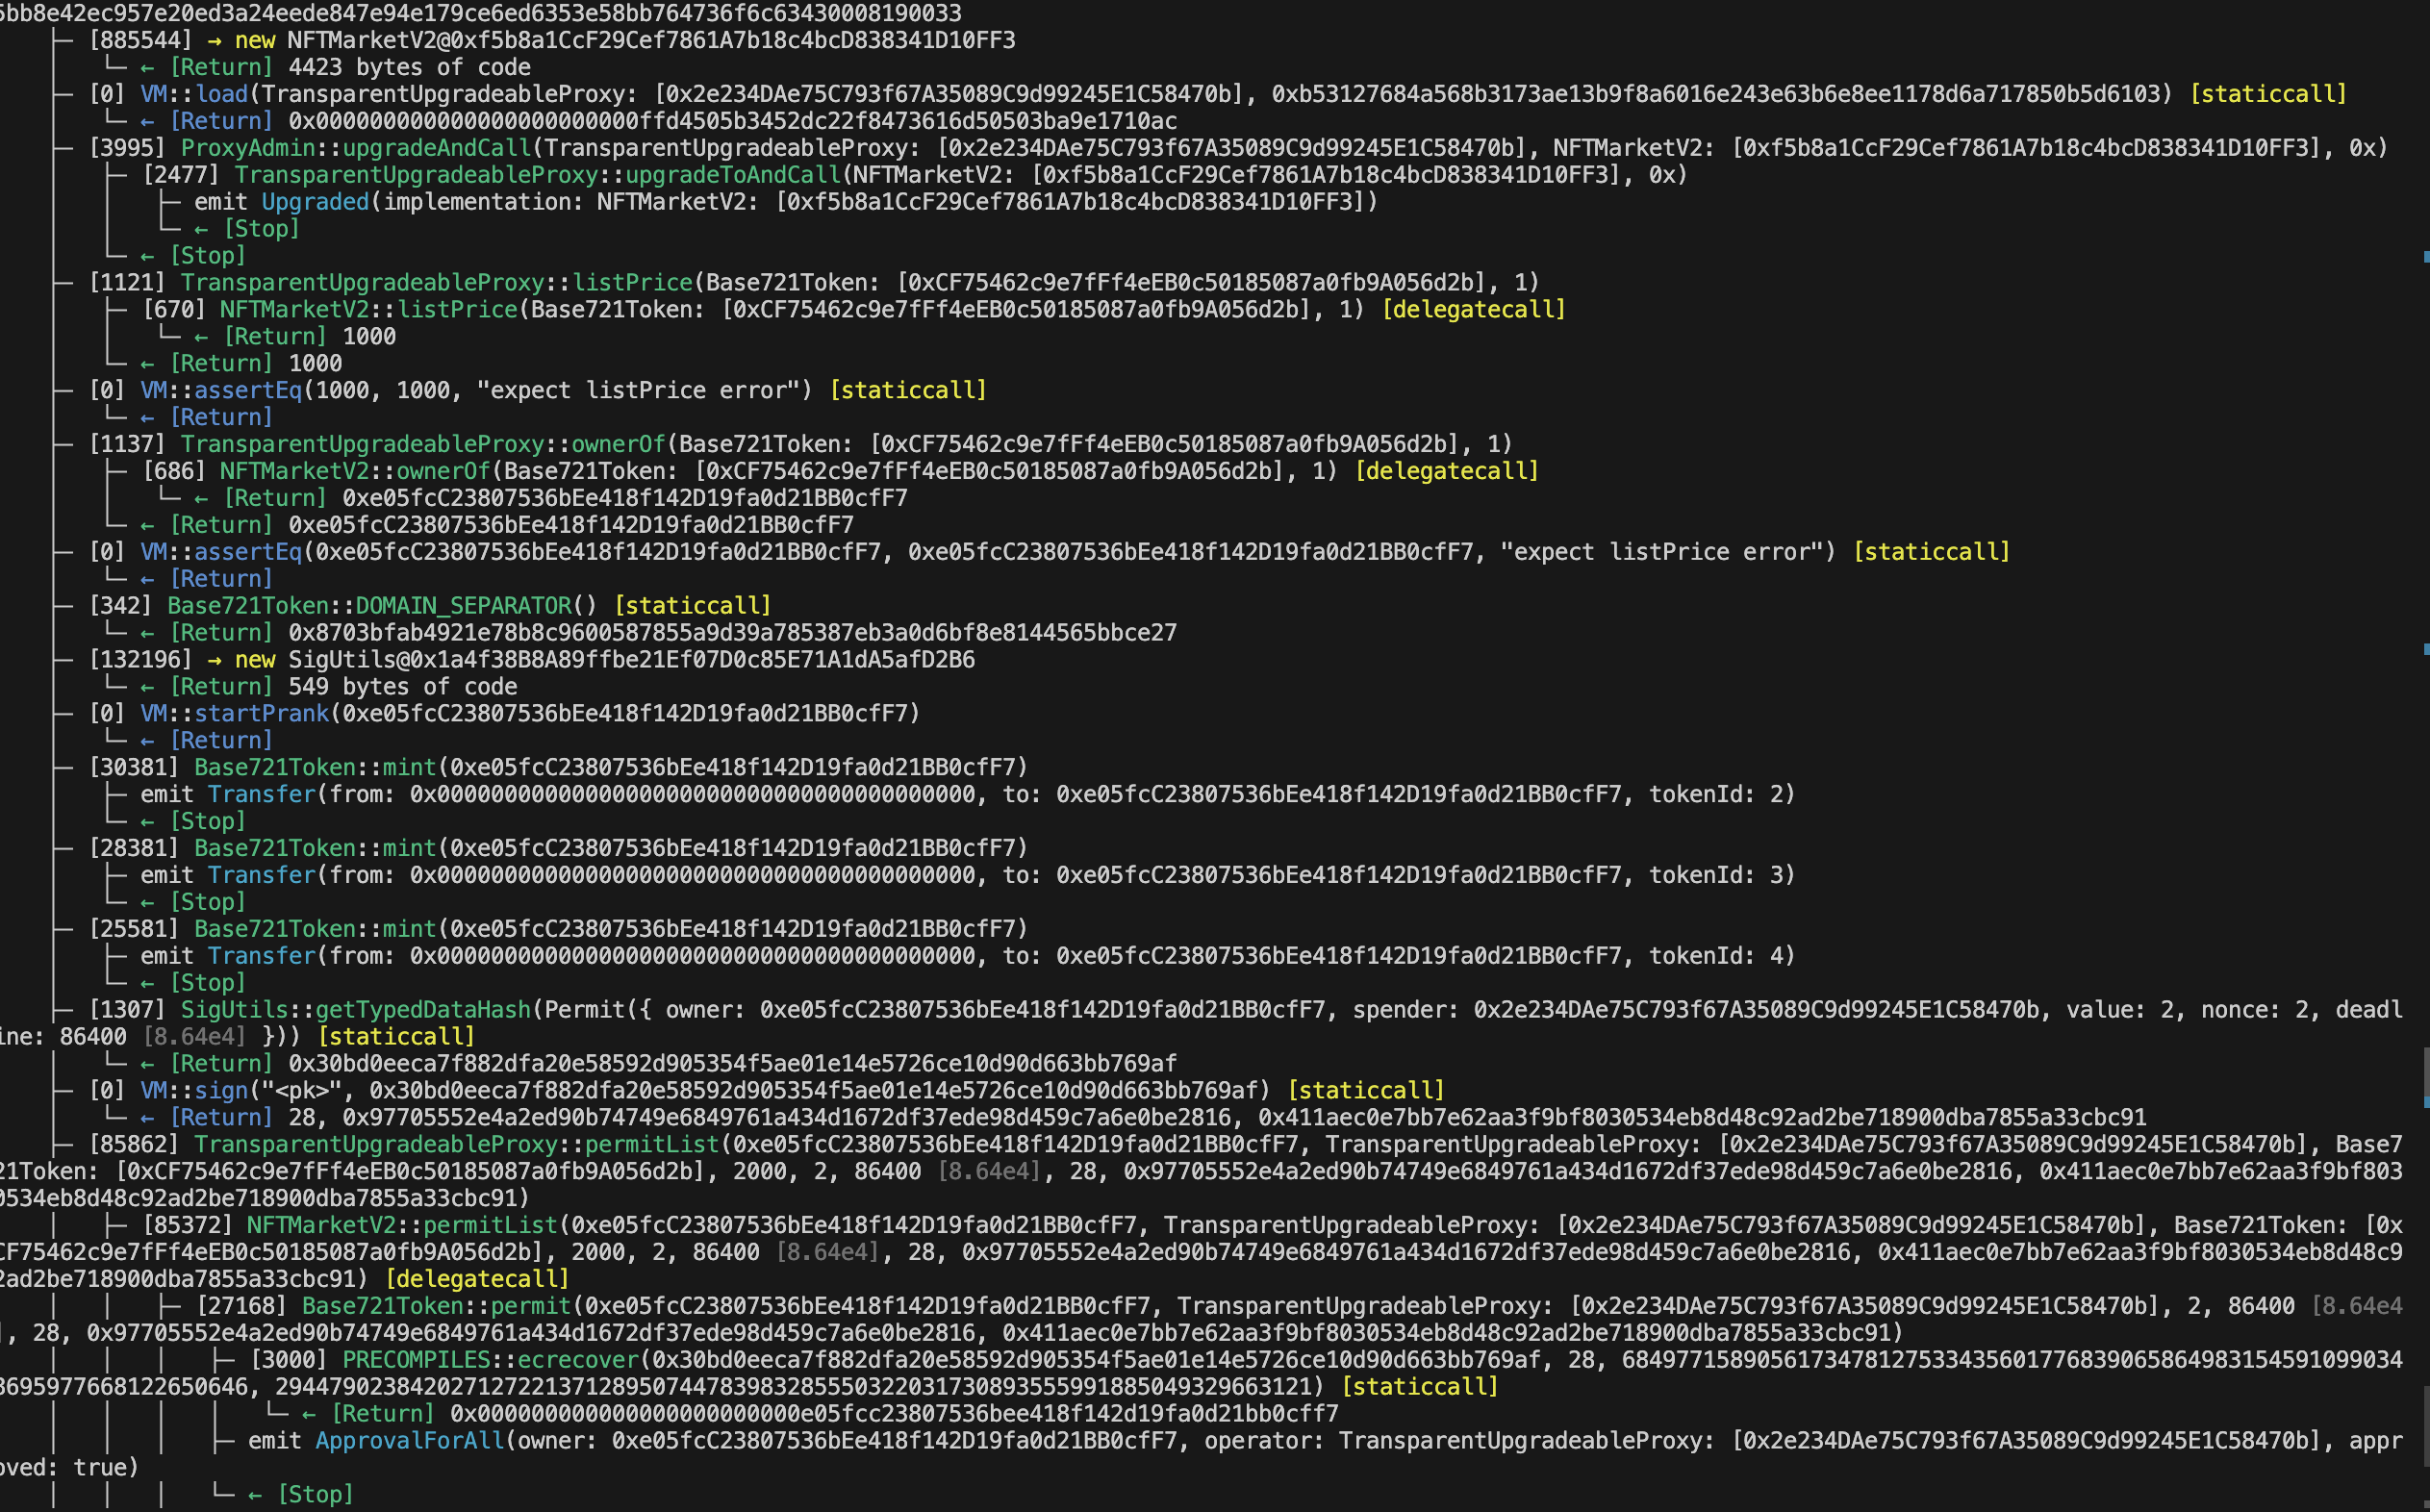 5bb8e42ec957e20ed3a24eede847e94e179ce6ed6353e58bb764736f6c63430008190033
├─ [885544] → new NFTMarketV2@0xf5b8a1CcF29Cef7861A7b18c4bcD838341D10FF3
│ └─ ← [Return] 4423 bytes of code
├─ [0] VM::load(TransparentUpgradeableProxy: [0x2e234DAe75C793f67A35089C9d99245E1C58470b], 0xb53127684a568b3173ae13b9f8a6016e243e63b6e8ee1178d6a717850b5d6103) [staticcall]
│ └─ ← [Return] 0x000000000000000000000000ffd4505b3452dc22f8473616d50503ba9e1710ac
├─ [3995] ProxyAdmin::upgradeAndCall(TransparentUpgradeableProxy: [0x2e234DAe75C793f67A35089C9d99245E1C58470b], NFTMarketV2: [0xf5b8a1CcF29Cef7861A7b18c4bcD838341D10FF3], 0x)
│ ├─ [2477] TransparentUpgradeableProxy::upgradeToAndCall(NFTMarketV2: [0xf5b8a1CcF29Cef7861A7b18c4bcD838341D10FF3], 0x)
│ │ ├─ emit Upgraded(implementation: NFTMarketV2: [0xf5b8a1CcF29Cef7861A7b18c4bcD838341D10FF3])
│ │ └─ ← [Stop]
│ └─ ← [Stop]
├─ [1121] TransparentUpgradeableProxy::listPrice(Base721Token: [0xCF75462c9e7fFf4eEB0c50185087a0fb9A056d2b], 1)
│ ├─ [670] NFTMarketV2::listPrice(Base721Token: [0xCF75462c9e7fFf4eEB0c50185087a0fb9A056d2b], 1) [delegatecall]
│ │ └─ ← [Return] 1000
│ └─ ← [Return] 1000
├─ [0] VM::assertEq(1000, 1000, "expect listPrice error") [staticcall]
│ └─ ← [Return]
├─ [1137] TransparentUpgradeableProxy::ownerOf(Base721Token: [0xCF75462c9e7fFf4eEB0c50185087a0fb9A056d2b], 1)
│ ├─ [686] NFTMarketV2::ownerOf(Base721Token: [0xCF75462c9e7fFf4eEB0c50185087a0fb9A056d2b], 1) [delegatecall]
│ │ └─ ← [Return] 0xe05fcC23807536bEe418f142D19fa0d21BB0cfF7
│ └─ ← [Return] 0xe05fcC23807536bEe418f142D19fa0d21BB0cfF7
├─ [0] VM::assertEq(0xe05fcC23807536bEe418f142D19fa0d21BB0cfF7, 0xe05fcC23807536bEe418f142D19fa0d21BB0cfF7, "expect listPrice error") [staticcall]
│ └─ ← [Return]
├─ [342] Base721Token::DOMAIN_SEPARATOR() [staticcall]
│ └─ ← [Return] 0x8703bfab4921e78b8c9600587855a9d39a785387eb3a0d6bf8e8144565bbce27
├─ [132196] → new SigUtils@0x1a4f38B8A89ffbe21Ef07D0c85E71A1dA5afD2B6
│ └─ ← [Return] 549 bytes of code
├─ [0] VM::startPrank(0xe05fcC23807536bEe418f142D19fa0d21BB0cfF7)
│ └─ ← [Return]
├─ [30381] Base721Token::mint(0xe05fcC23807536bEe418f142D19fa0d21BB0cfF7)
│ ├─ emit Transfer(from: 0x0000000000000000000000000000000000000000, to: 0xe05fcC23807536bEe418f142D19fa0d21BB0cfF7, tokenId: 2)
│ └─ ← [Stop]
├─ [28381] Base721Token::mint(0xe05fcC23807536bEe418f142D19fa0d21BB0cfF7)
│ ├─ emit Transfer(from: 0x0000000000000000000000000000000000000000, to: 0xe05fcC23807536bEe418f142D19fa0d21BB0cfF7, tokenId: 3)
│ └─ ← [Stop]
├─ [25581] Base721Token::mint(0xe05fcC23807536bEe418f142D19fa0d21BB0cfF7)
│ ├─ emit Transfer(from: 0x0000000000000000000000000000000000000000, to: 0xe05fcC23807536bEe418f142D19fa0d21BB0cfF7, tokenId: 4)
│ └─ ← [Stop]
├─ [1307] SigUtils::getTypedDataHash(Permit({ owner: 0xe05fcC23807536bEe418f142D19fa0d21BB0cfF7, spender: 0x2e234DAe75C793f67A35089C9d99245E1C58470b, value: 2, nonce: 2, deadl
ine: 86400 [8.64e4] })) [staticcall]
│ └─ ← [Return] 0x30bd0eeca7f882dfa20e58592d905354f5ae01e14e5726ce10d90d663bb769af
├─ [0] VM::sign("<pk>", 0x30bd0eeca7f882dfa20e58592d905354f5ae01e14e5726ce10d90d663bb769af) [staticcall]
│ └─ ← [Return] 28, 0x97705552e4a2ed90b74749e6849761a434d1672df37ede98d459c7a6e0be2816, 0x411aec0e7bb7e62aa3f9bf8030534eb8d48c92ad2be718900dba7855a33cbc91
├─ [85862] TransparentUpgradeableProxy::permitList(0xe05fcC23807536bEe418f142D19fa0d21BB0cfF7, TransparentUpgradeableProxy: [0x2e234DAe75C793f67A35089C9d99245E1C58470b], Base7
21Token: [0xCF75462c9e7fFf4eEB0c50185087a0fb9A056d2b], 2000, 2, 86400 [8.64e4], 28, 0x97705552e4a2ed90b74749e6849761a434d1672df37ede98d459c7a6e0be2816, 0x411aec0e7bb7e62aa3f9bf803
0534eb8d48c92ad2be718900dba7855a33cbc91)
│ ├─ [85372] NFTMarketV2::permitList(0xe05fcC23807536bEe418f142D19fa0d21BB0cfF7, TransparentUpgradeableProxy: [0x2e234DAe75C793f67A35089C9d99245E1C58470b], Base721Token: [0x
CF75462c9e7fFf4eEB0c50185087a0fb9A056d2b], 2000, 2, 86400 [8.64e4], 28, 0x97705552e4a2ed90b74749e6849761a434d1672df37ede98d459c7a6e0be2816, 0x411aec0e7bb7e62aa3f9bf8030534eb8d48c9
2ad2be718900dba7855a33cbc91) [delegatecall]
│ │ ├─ [27168] Base721Token::permit(0xe05fcC23807536bEe418f142D19fa0d21BB0cfF7, TransparentUpgradeableProxy: [0x2e234DAe75C793f67A35089C9d99245E1C58470b], 2, 86400 [8.64e4
], 28, 0x97705552e4a2ed90b74749e6849761a434d1672df37ede98d459c7a6e0be2816, 0x411aec0e7bb7e62aa3f9bf8030534eb8d48c92ad2be718900dba7855a33cbc91)
│ │ │ ├─ [3000] PRECOMPILES::ecrecover(0x30bd0eeca7f882dfa20e58592d905354f5ae01e14e5726ce10d90d663bb769af, 28, 6849771589056173478127533435601776839065864983154591099034
8695977668122650646, 29447902384202712722137128950744783983285550322031730893555991885049329663121) [staticcall]
│ │ │ │ └─ ← [Return] 0x000000000000000000000000e05fcc23807536bee418f142d19fa0d21bb0cff7
│ │ │ ├─ emit ApprovalForAll(owner: 0xe05fcC23807536bEe418f142D19fa0d21BB0cfF7, operator: TransparentUpgradeableProxy: [0x2e234DAe75C793f67A35089C9d99245E1C58470b], appr
oved: true)
│ │ │ └─ ← [Stop]